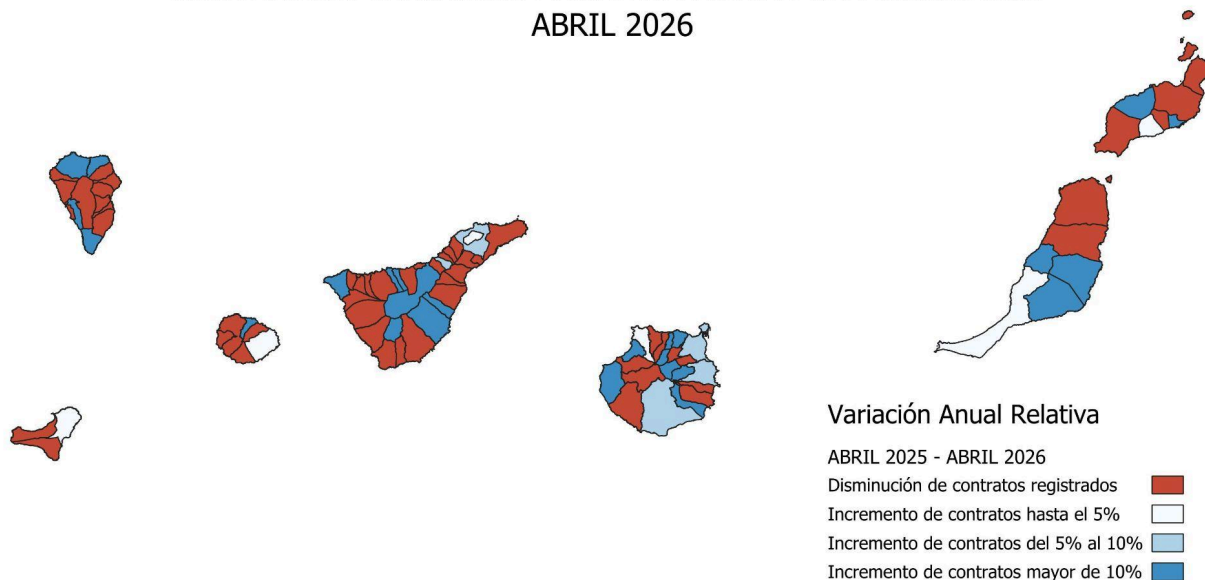 ABRIL 2026
Variación Anual Relativa
ABRIL 2025 - ABRIL 2026
Disminución de contratos registrados
Incremento de contratos hasta el 5%
Incremento de contratos del 5% al 10%
Incremento de contratos mayor de 10%